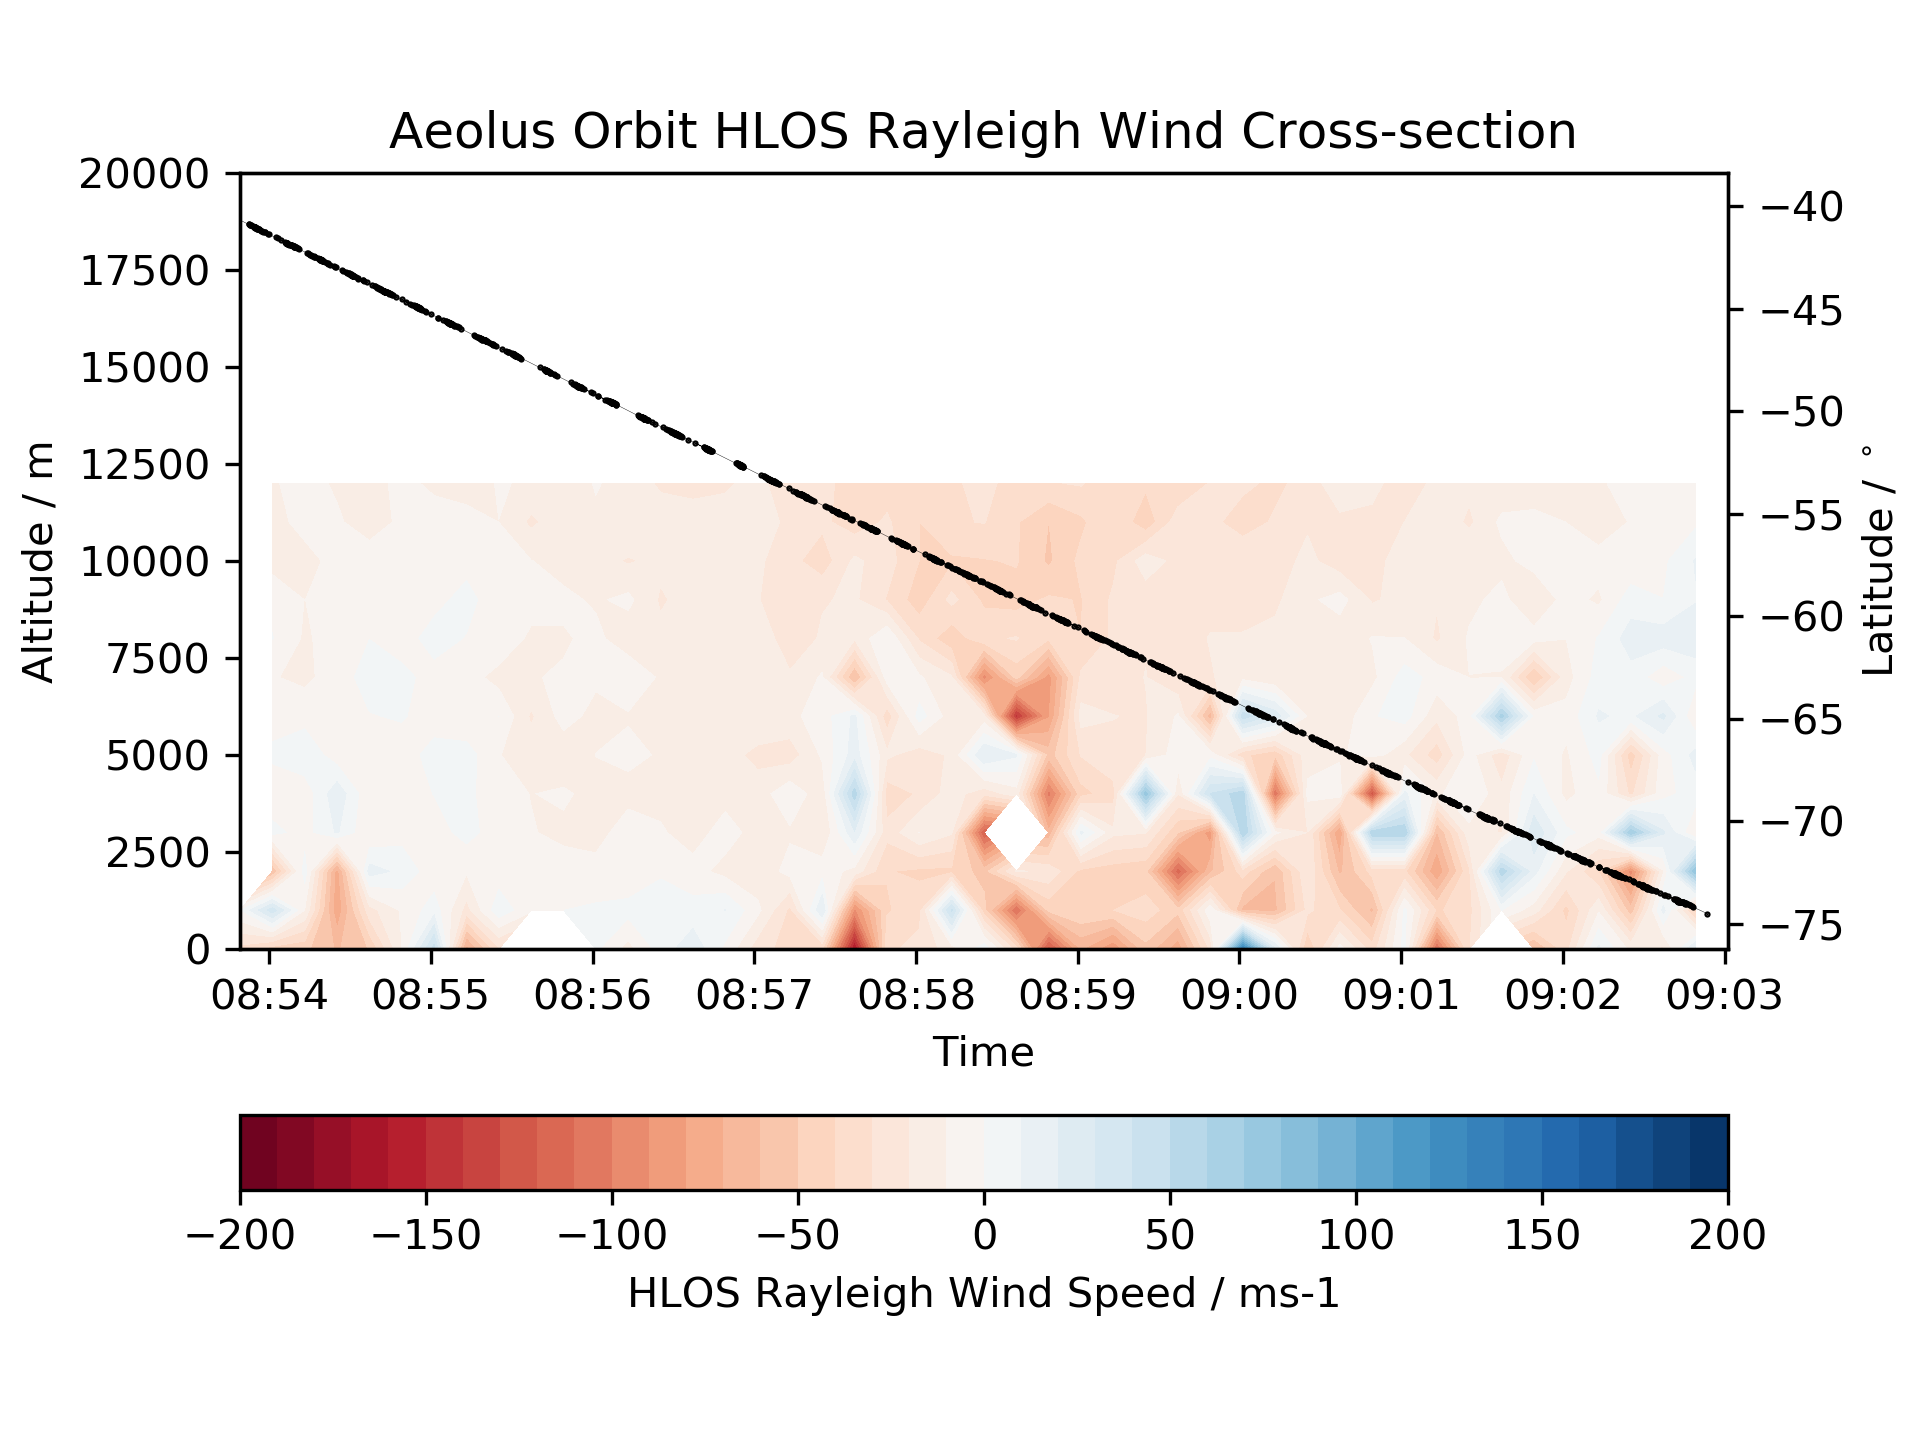 Aeolus Orbit HLOS Rayleigh Wind Cross-section
20000
17500
15000
12500
10000
7500
5000
2500
0
Altitude / m
−40
−45
−50
−55
−60
−65
−70
−75
Latitude / °
08:54 08:55 08:56 08:57 08:58 08:59 09:00 09:01 09:02 09:03
Time
−200 −150 −100 −50 0 50 100 150 200
HLOS Rayleigh Wind Speed / ms-1